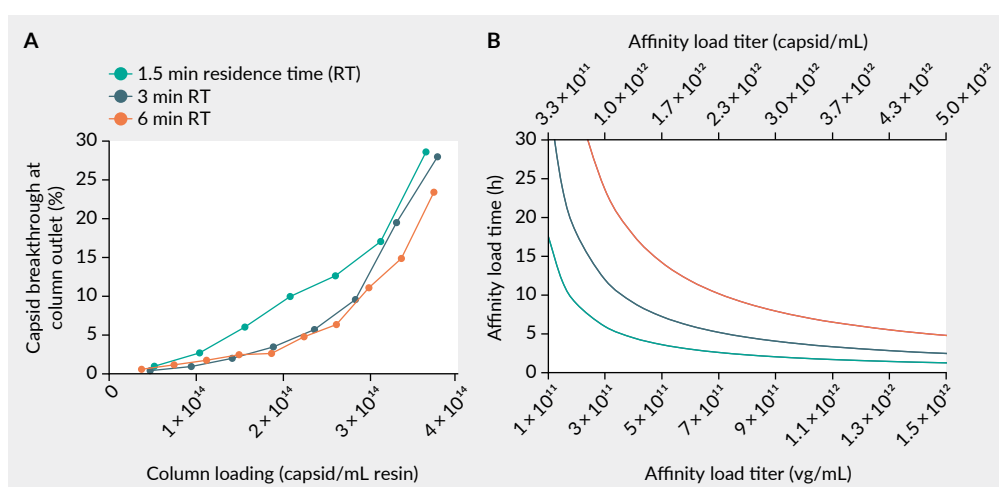 A
1.5 min residence time (RT)
3 min RT
6 min RT
Capsid breakthrough at
column outlet (%)
30
25
20
15
10
5
0
0
1 × 10¹⁴
2 × 10¹⁴
3 × 10¹⁴
4 × 10¹⁴
Column loading (capsid/mL resin)
B
Affinity load titer (capsid/mL)
3.3 × 10¹¹
1.0 × 10¹²
1.7 × 10¹²
2.3 × 10¹²
3.0 × 10¹²
3.7 × 10¹²
4.3 × 10¹²
5.0 × 10¹²
Affinity load time (h)
30
25
20
15
10
5
0
1 × 10¹¹
3 × 10¹¹
5 × 10¹¹
7 × 10¹¹
9 × 10¹¹
1.1 × 10¹²
1.3 × 10¹²
1.5 × 10¹²
Affinity load titer (vg/mL)